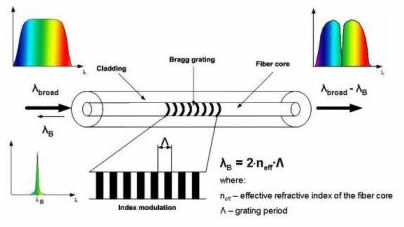 λ
λ
Bragg grating
Cladding
Fiber core
λbroad
λbroad - λB
λB
Λ
λB = 2·neff·Λ
where:
neff – effective refractive index of the fiber core
Λ – grating period
λB
λ
Index modulation